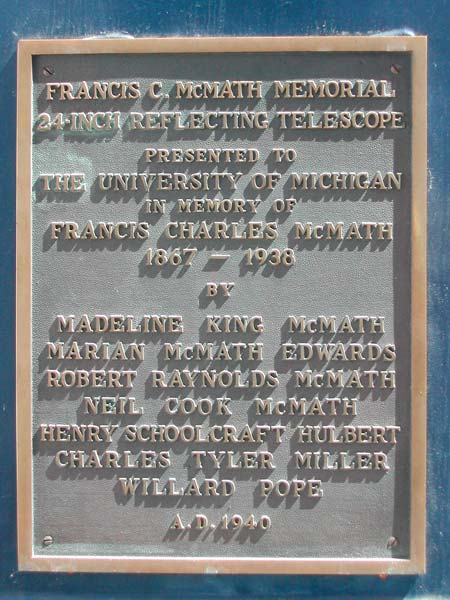 FRANCIS C. McMATH MEMORIAL
24-INCH REFLECTING TELESCOPE
PRESENTED TO
THE UNIVERSITY OF MICHIGAN
IN MEMORY OF
FRANCIS CHARLES McMATH
1867 — 1938
BY
MADELINE KING McMATH
MARIAN McMATH EDWARDS
ROBERT RAYNOLDS McMATH
NEIL COOK McMATH
HENRY SCHOOLCRAFT HULBERT
CHARLES TYLER MILLER
WILLARD POPE
A.D. 1940